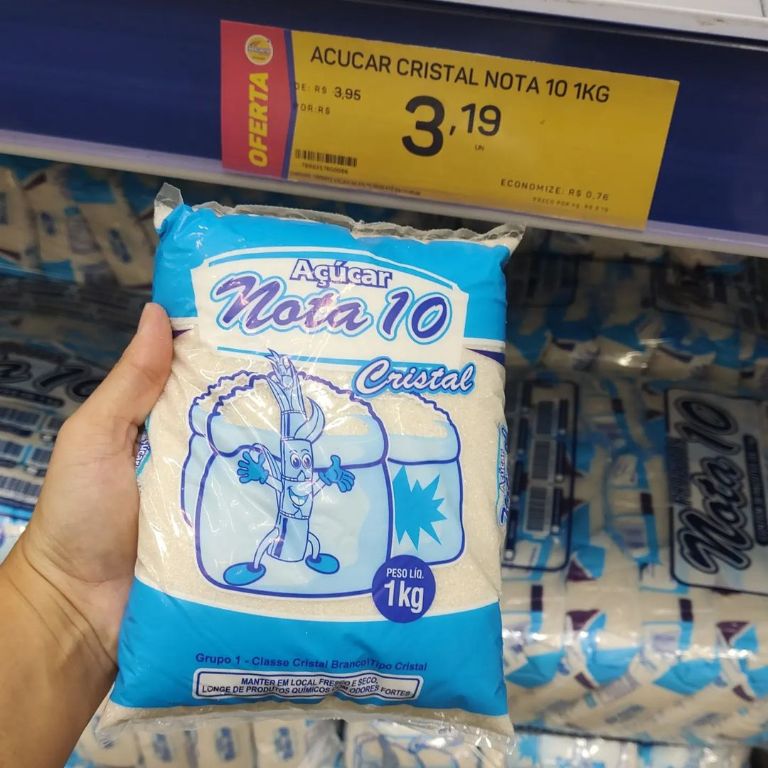 OFERTA
ACUCAR CRISTAL NOTA 10 1KG
DE: R$ 3,95
POR: R$
3,19
UN
ECONOMIZE: R$ 0,76
Açúcar
Nota 10
Cristal
PESO LÍQ.
1kg
Grupo 1 - Classe Cristal Branco/Tipo Cristal
MANTER EM LOCAL FRESCO E SECO,
LONGE DE PRODUTOS QUÍMICOS COM ODORES FORTES
Nota 10